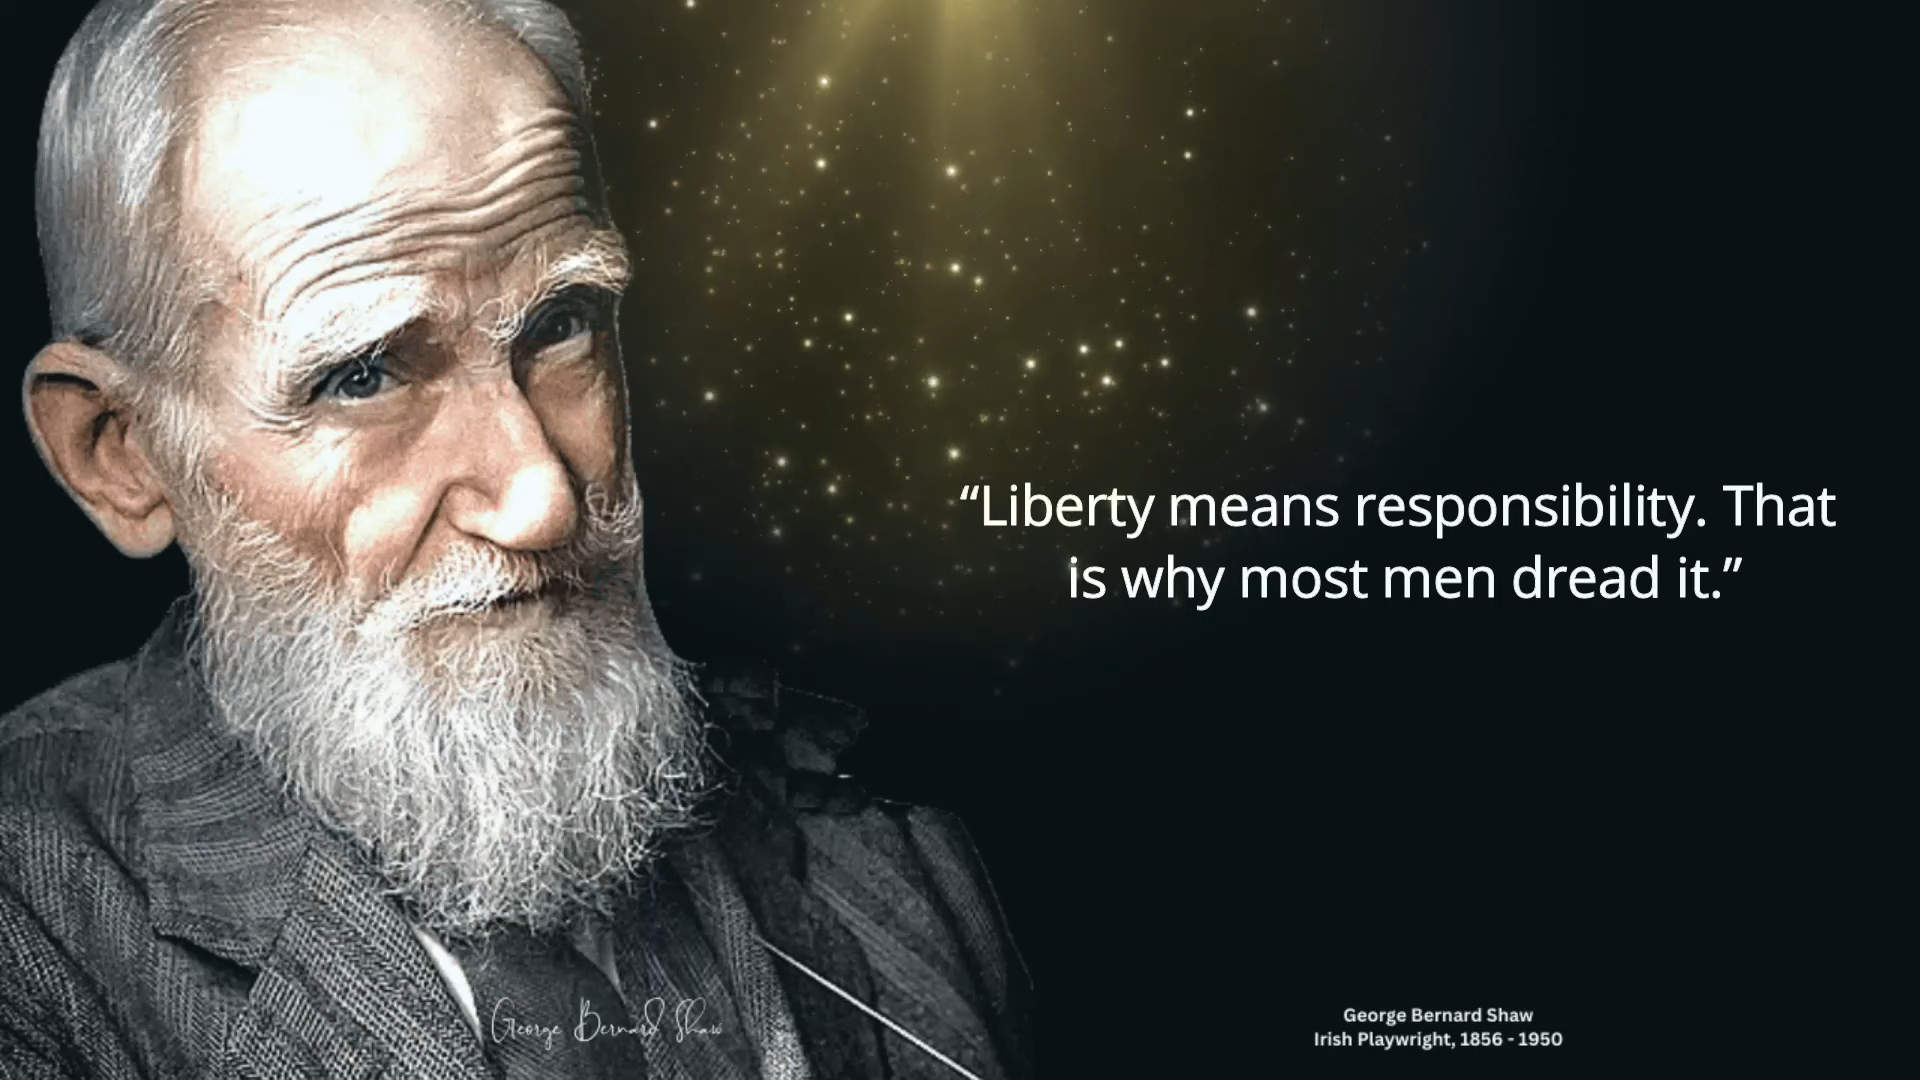 “Liberty means responsibility. That
is why most men dread it.”
George Bernard Shaw
George Bernard Shaw
Irish Playwright, 1856 - 1950